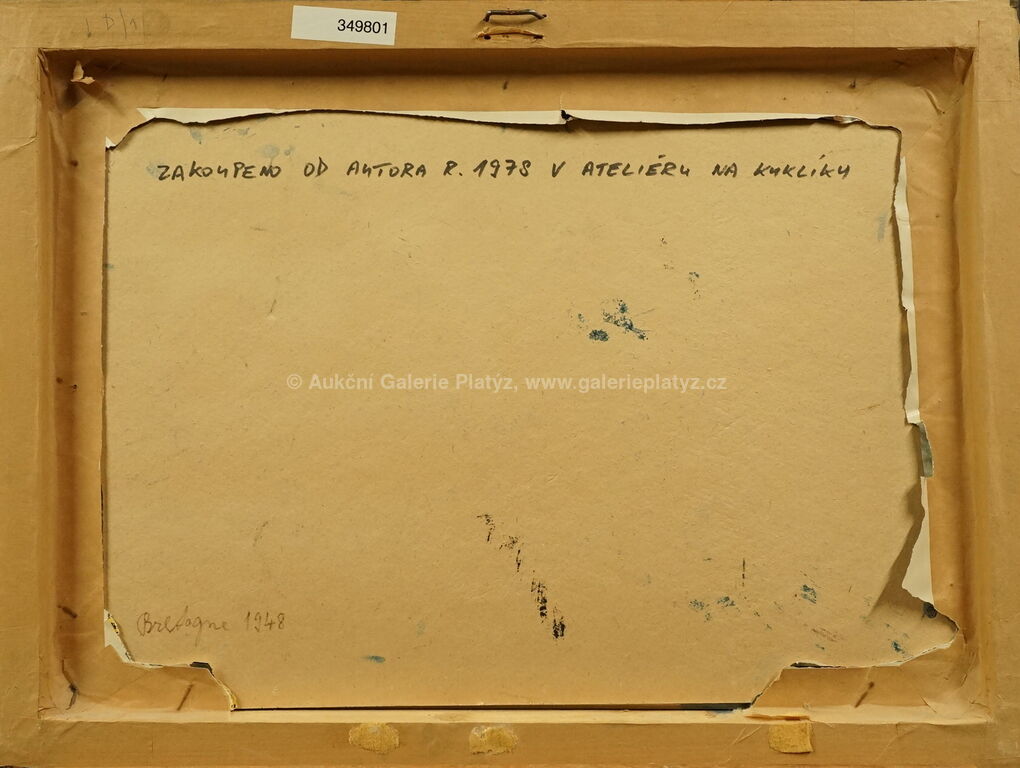 349801
ZAKOUPENO OD AUTORA R. 1978 V ATELIÉRU NA KUKLÍKU
© Aukční Galerie Platýz, www.galerieplatyz.cz
Bretagne 1948